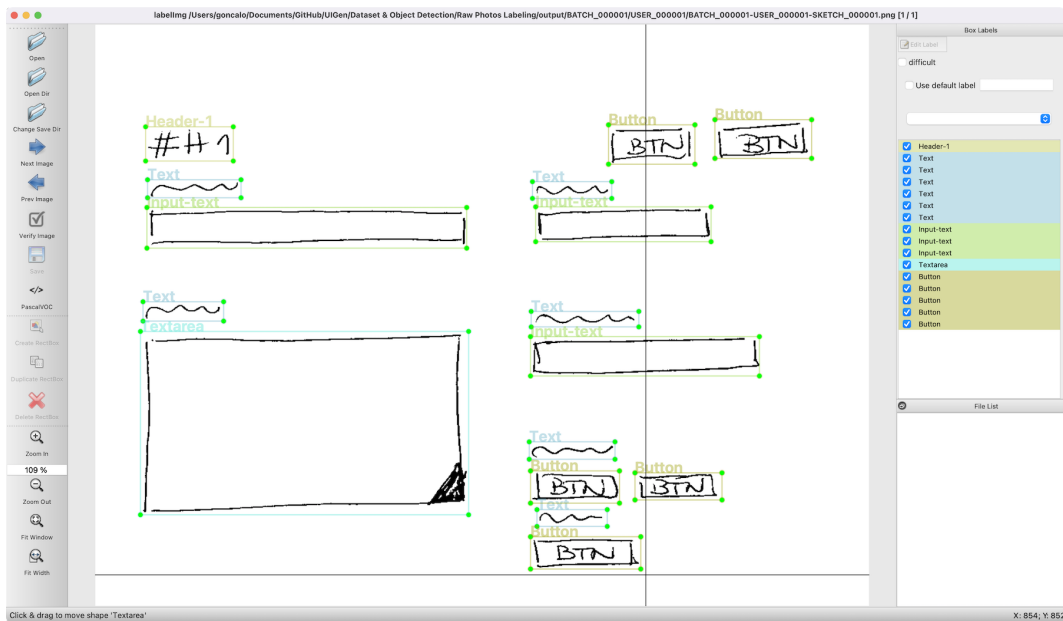 labelImg /Users/goncalo/Documents/GitHub/UIGen/Dataset & Object Detection/Raw Photos Labeling/output/BATCH_000001/USER_000001/BATCH_000001-USER_000001-SKETCH_000001.png [1 / 1]
Open
Open Dir
Change Save Dir
Next Image
Prev Image
Verify Image
Save
</>
PascalVOC
Create RectBox
Duplicate RectBox
Delete RectBox
Zoom In
109 %
Zoom Out
Fit Window
Fit Width
Header-1
#H1
Text
Input-text
Button
BTN
Button
BTN
Text
Input-text
Text
Textarea
Text
Input-text
Text
Button
BTN
Button
BTN
Text
Button
BTN
Box Labels
Edit Label
difficult
Use default label
Header-1
Text
Text
Text
Text
Text
Text
Input-text
Input-text
Input-text
Textarea
Button
Button
Button
Button
Button
File List
Click & drag to move shape 'Textarea'
X: 854; Y: 852